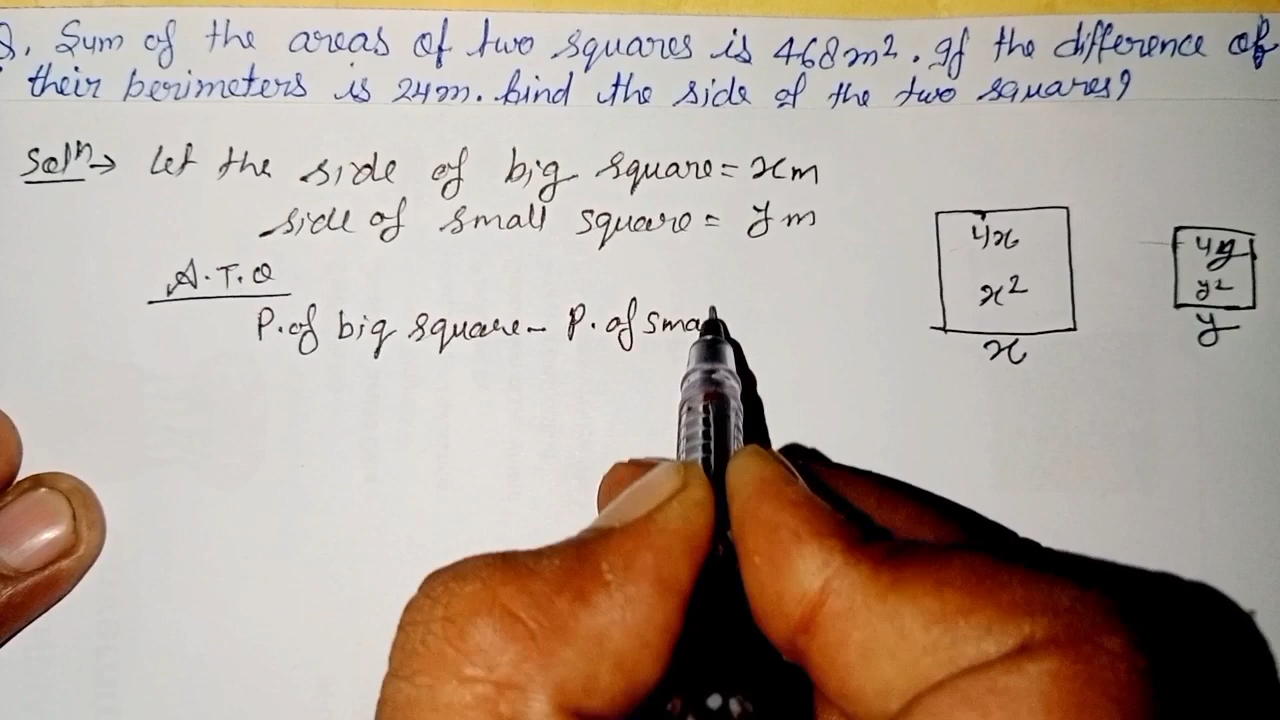 Q. Sum of the areas of two squares is 468m². If the difference of
their perimeters is 24m. find the side of the two squares?
Solⁿ→ let the side of big square = xm
side of small square = ym
A.T.Q
P. of big square - P. of sma
4x
x²
x
4y
y²
y